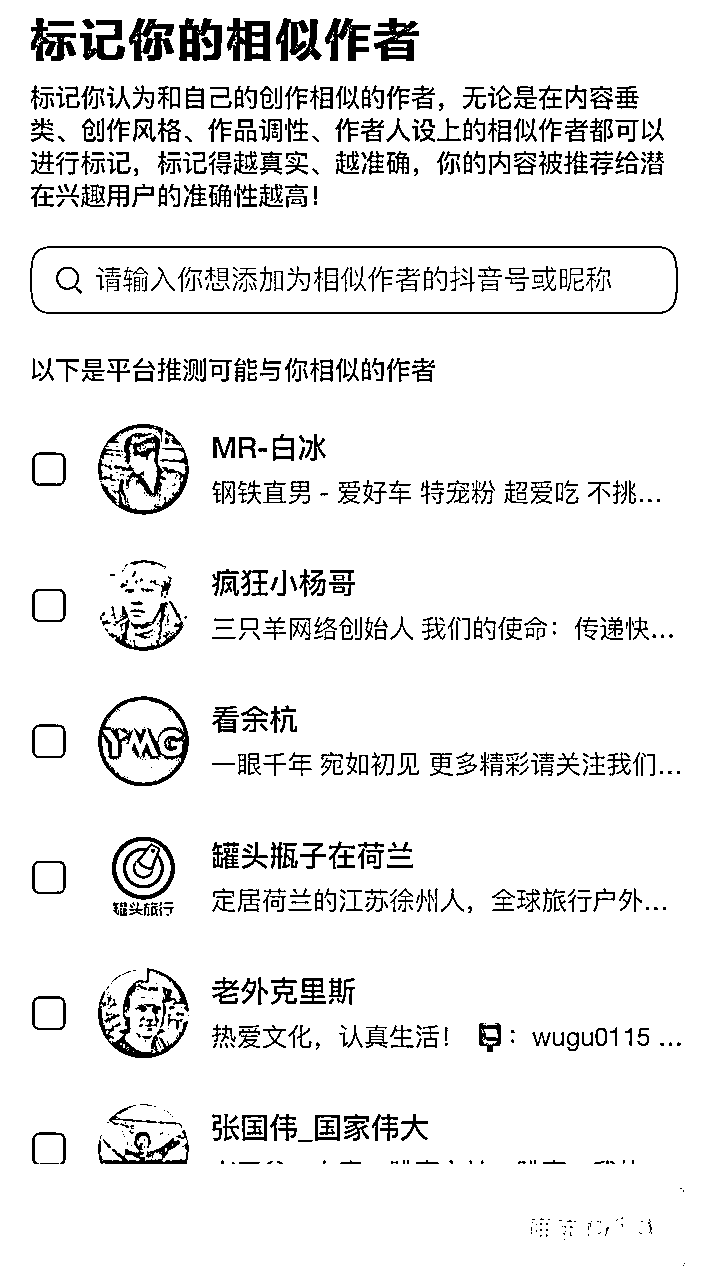 标记你的相似作者
标记你认为和自己的创作相似的作者，无论是在内容垂
类、创作风格、作品调性、作者人设上的相似作者都可以
进行标记，标记得越真实、越准确，你的内容被推荐给潜
在兴趣用户的准确性越高！
请输入你想添加为相似作者的抖音号或昵称
以下是平台推测可能与你相似的作者
MR-白冰
钢铁直男 - 爱好车 特宠粉 超爱吃 不挑...
疯狂小杨哥
三只羊网络创始人 我们的使命：传递快...
YMG
看余杭
一眼千年 宛如初见 更多精彩请关注我们...
罐头旅行
罐头瓶子在荷兰
定居荷兰的江苏徐州人，全球旅行户外...
老外克里斯
热爱文化，认真生活！ ：wugu0115 ...
张国伟_国家伟大